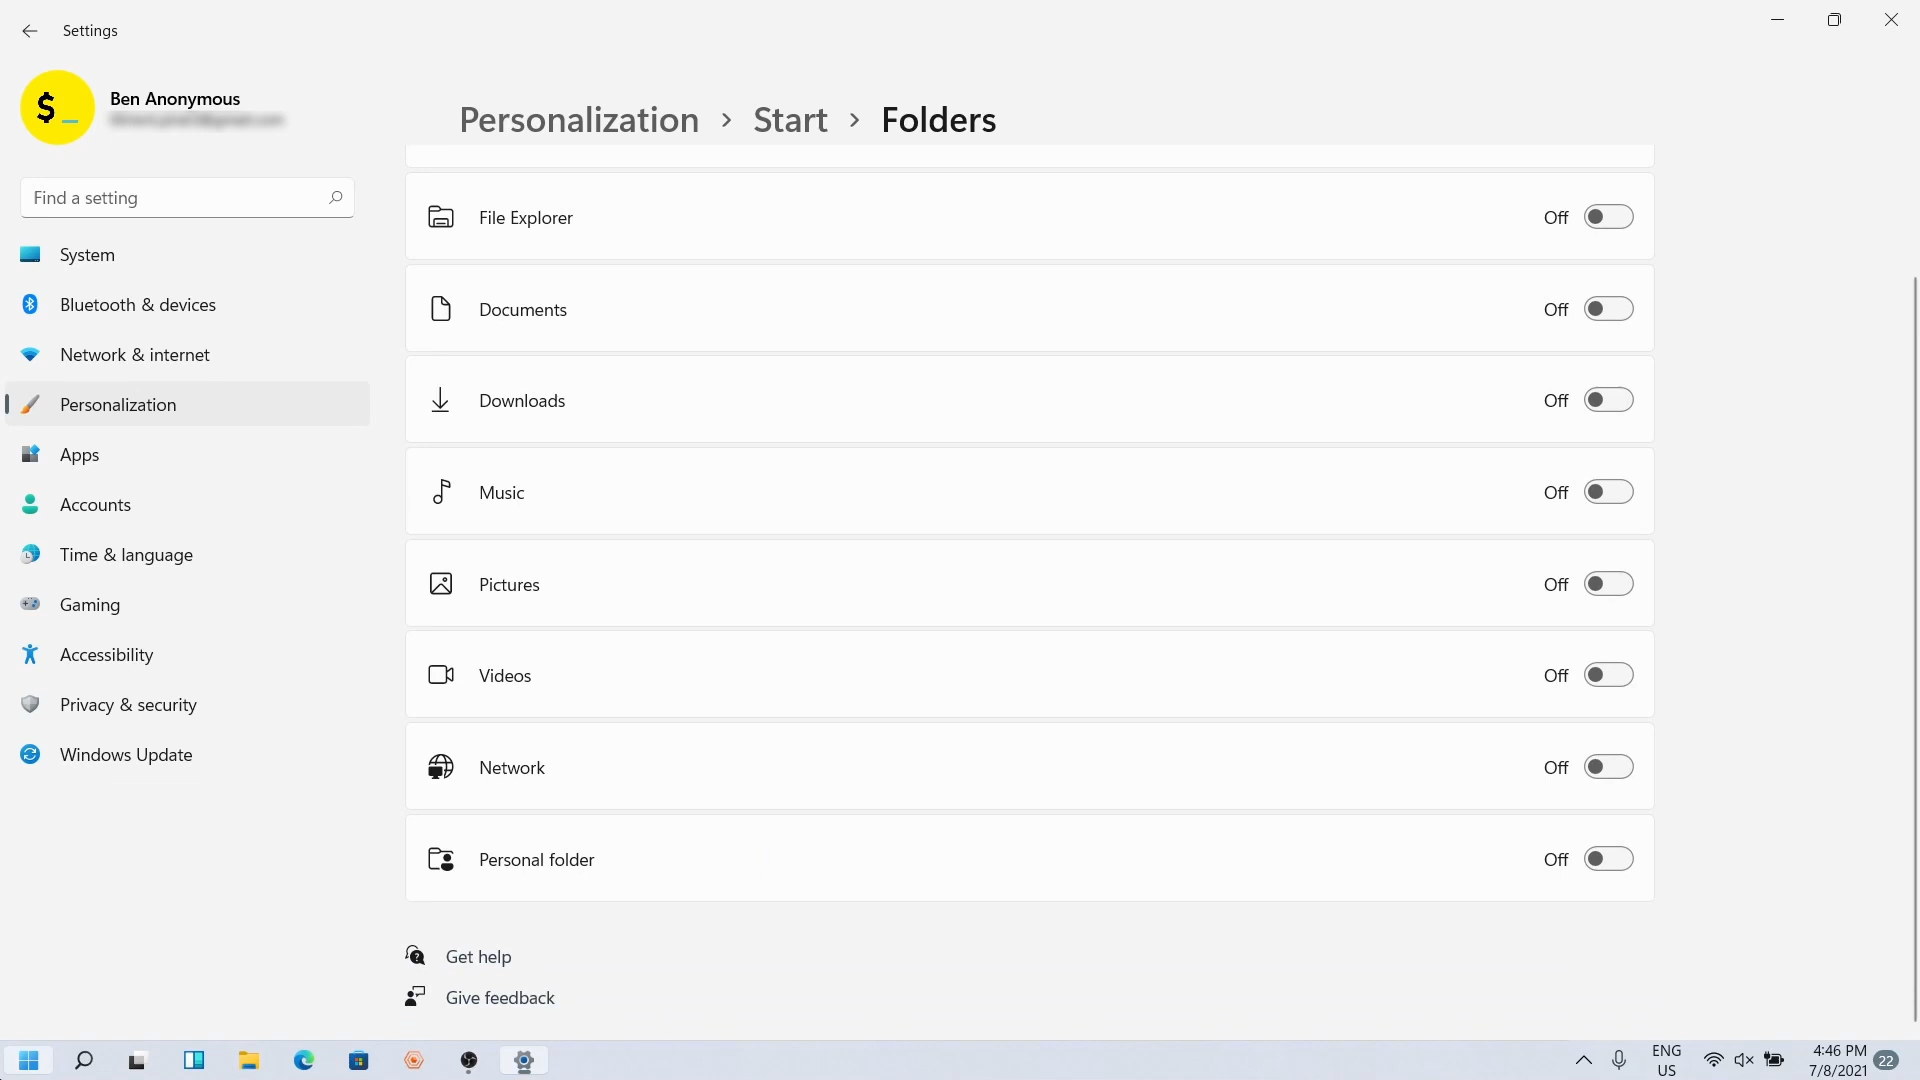 Settings
Ben Anonymous
$_
Personalization > Start > Folders
Find a setting
System
Bluetooth & devices
Network & internet
Personalization
Apps
Accounts
Time & language
Gaming
Accessibility
Privacy & security
Windows Update
File Explorer Off
Documents Off
Downloads Off
Music Off
Pictures Off
Videos Off
Network Off
Personal folder Off
Get help
Give feedback
ENG
US
4:46 PM
7/8/2021
22